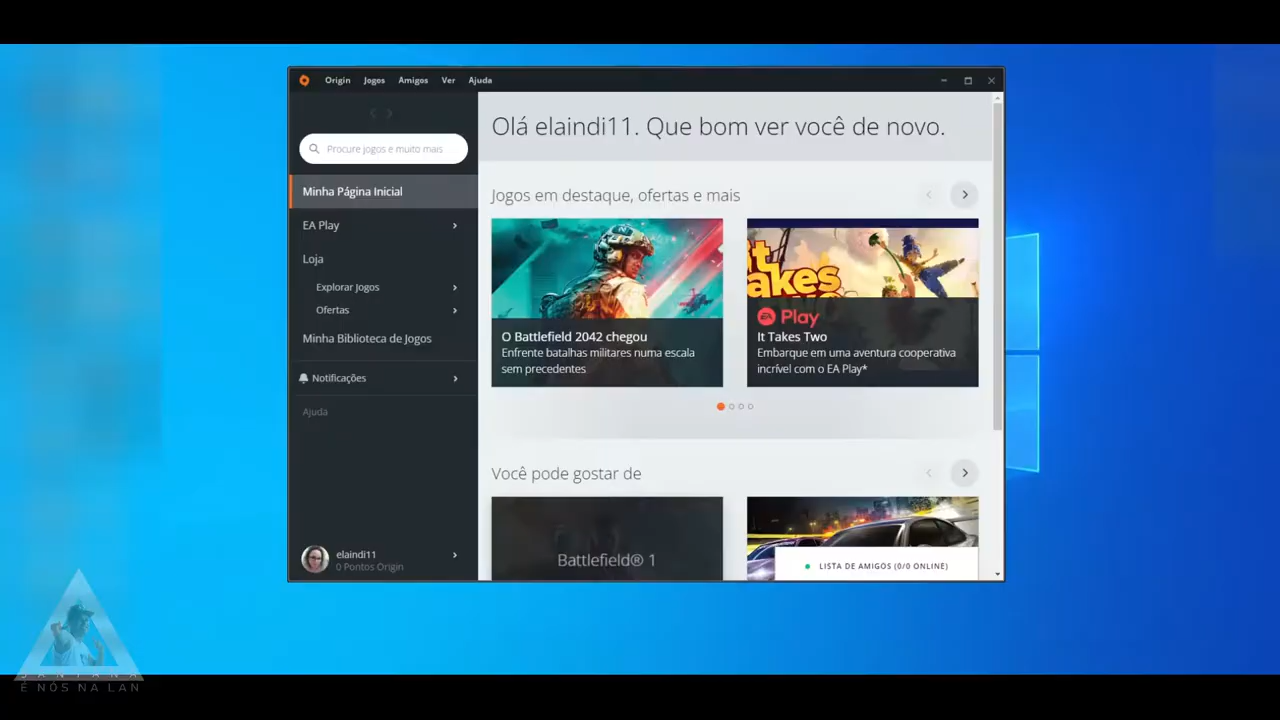 Origin Jogos Amigos Ver Ajuda
Procure jogos e muito mais
Minha Página Inicial
EA Play
Loja
Explorar Jogos
Ofertas
Minha Biblioteca de Jogos
Notificações
Ajuda
elaindi11
0 Pontos Origin
Olá elaindi11. Que bom ver você de novo.
Jogos em destaque, ofertas e mais
O Battlefield 2042 chegou
Enfrente batalhas militares numa escala
sem precedentes
EA Play
It Takes Two
Embarque em uma aventura cooperativa
incrível com o EA Play*
Você pode gostar de
Battlefield® 1
LISTA DE AMIGOS (0/0 ONLINE)
SANTANA
É NÓS NA LAN